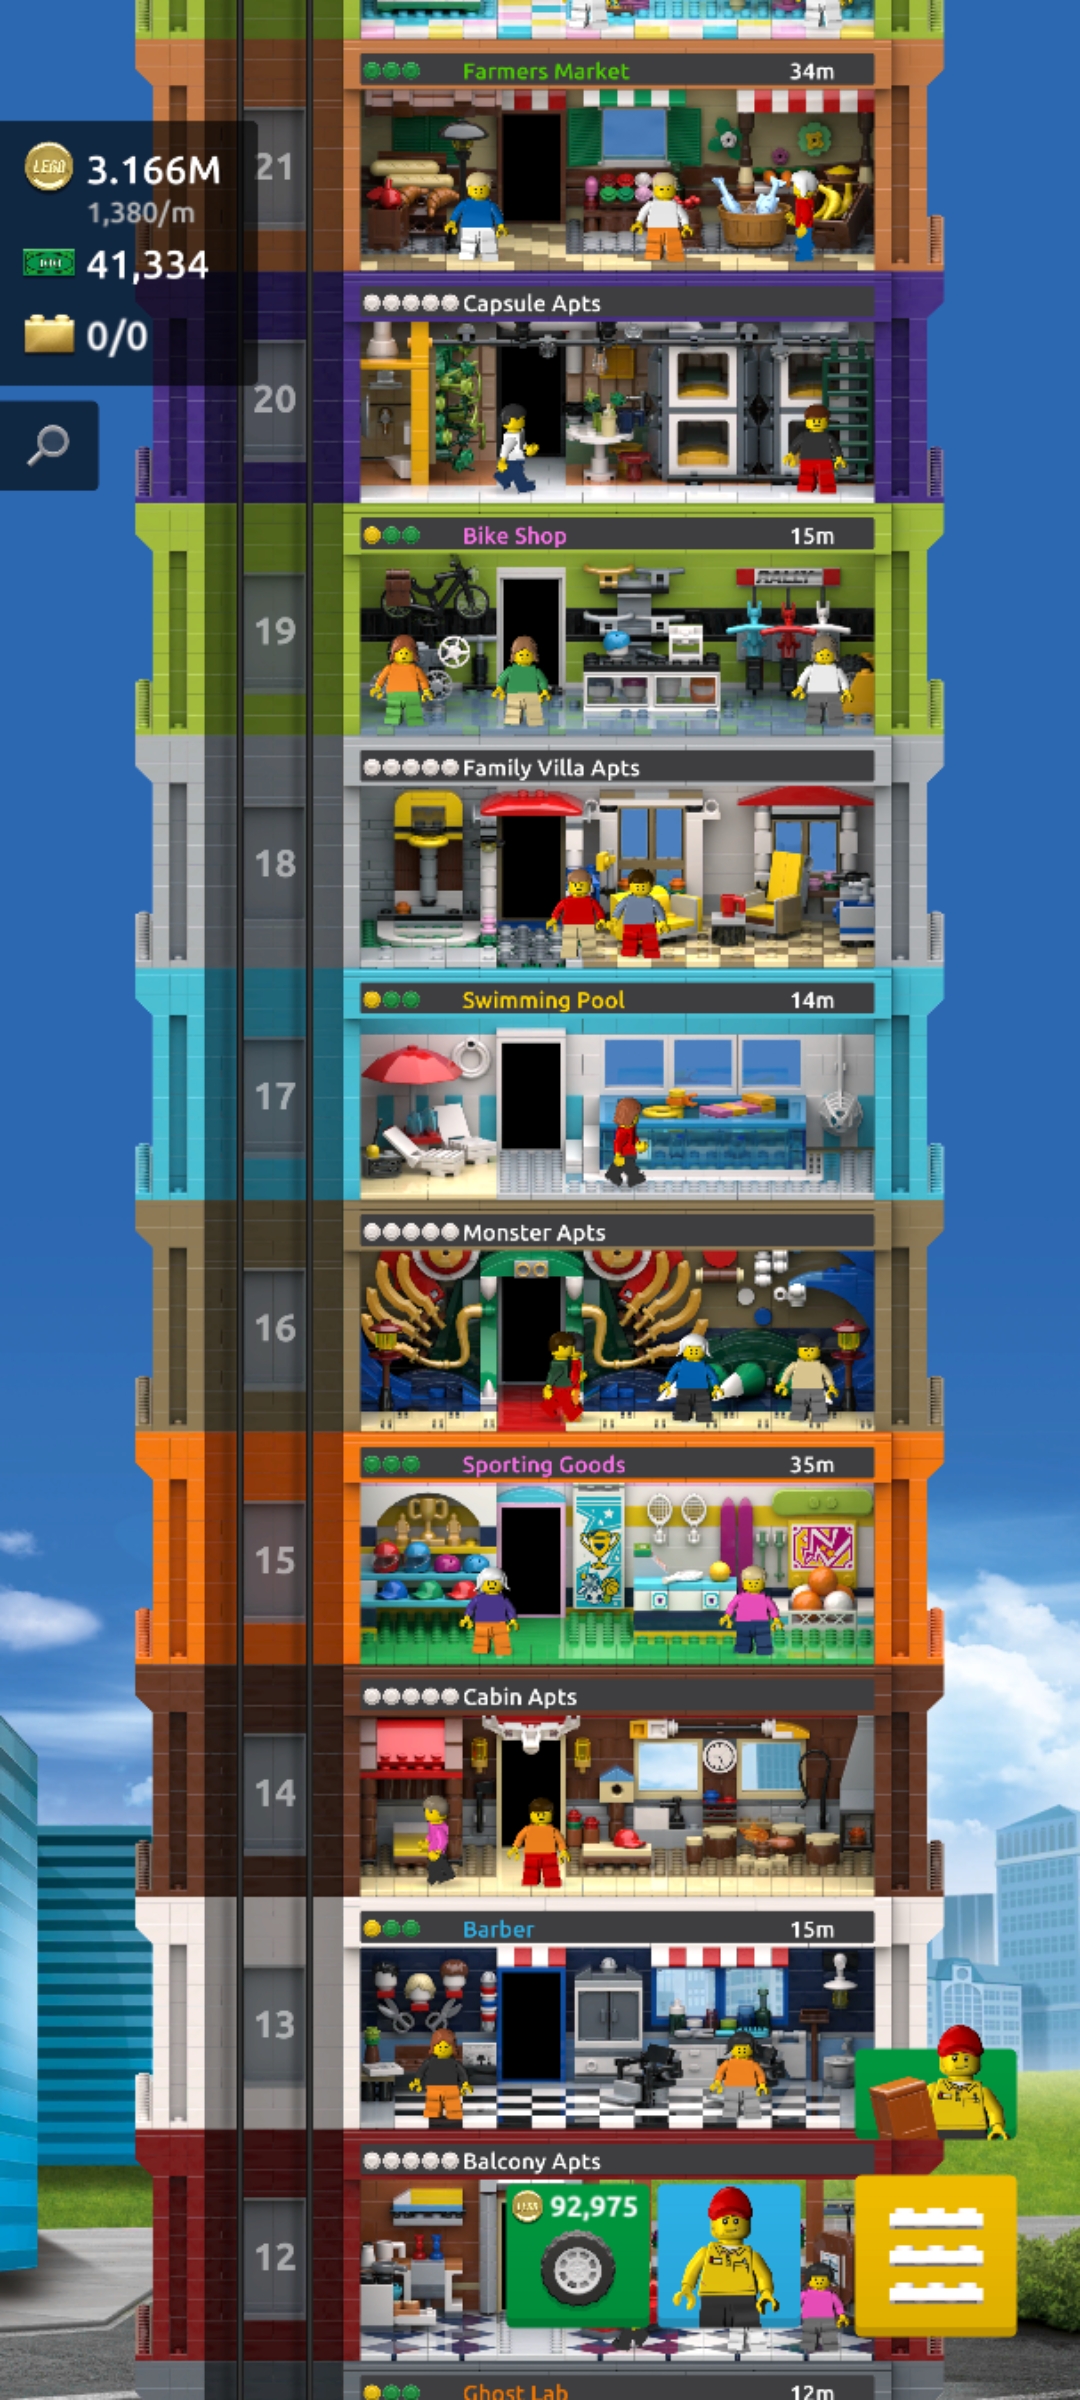 Farmers Market 34m
21
LEGO 3.166M
1,380/m
41,334
0/0
Capsule Apts
20
Bike Shop 15m
RALLY
19
Family Villa Apts
18
Swimming Pool 14m
17
Monster Apts
16
Sporting Goods 35m
15
Cabin Apts
14
Barber 15m
13
Balcony Apts
92,975
12
Ghost Lab 12m